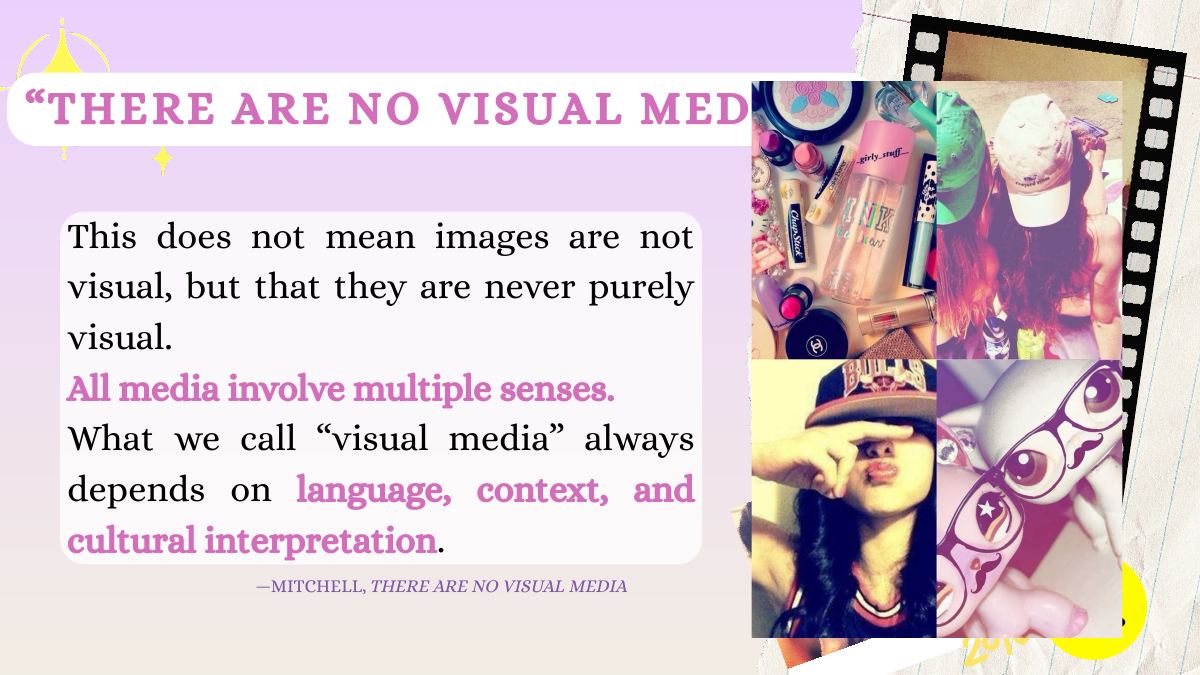 “THERE ARE NO VISUAL MED
This does not mean images are not
visual, but that they are never purely
visual.
All media involve multiple senses.
What we call “visual media” always
depends on language, context, and
cultural interpretation.
—MITCHELL, THERE ARE NO VISUAL MEDIA
_girly_stuff_
PINK
ChapStick
BULLS